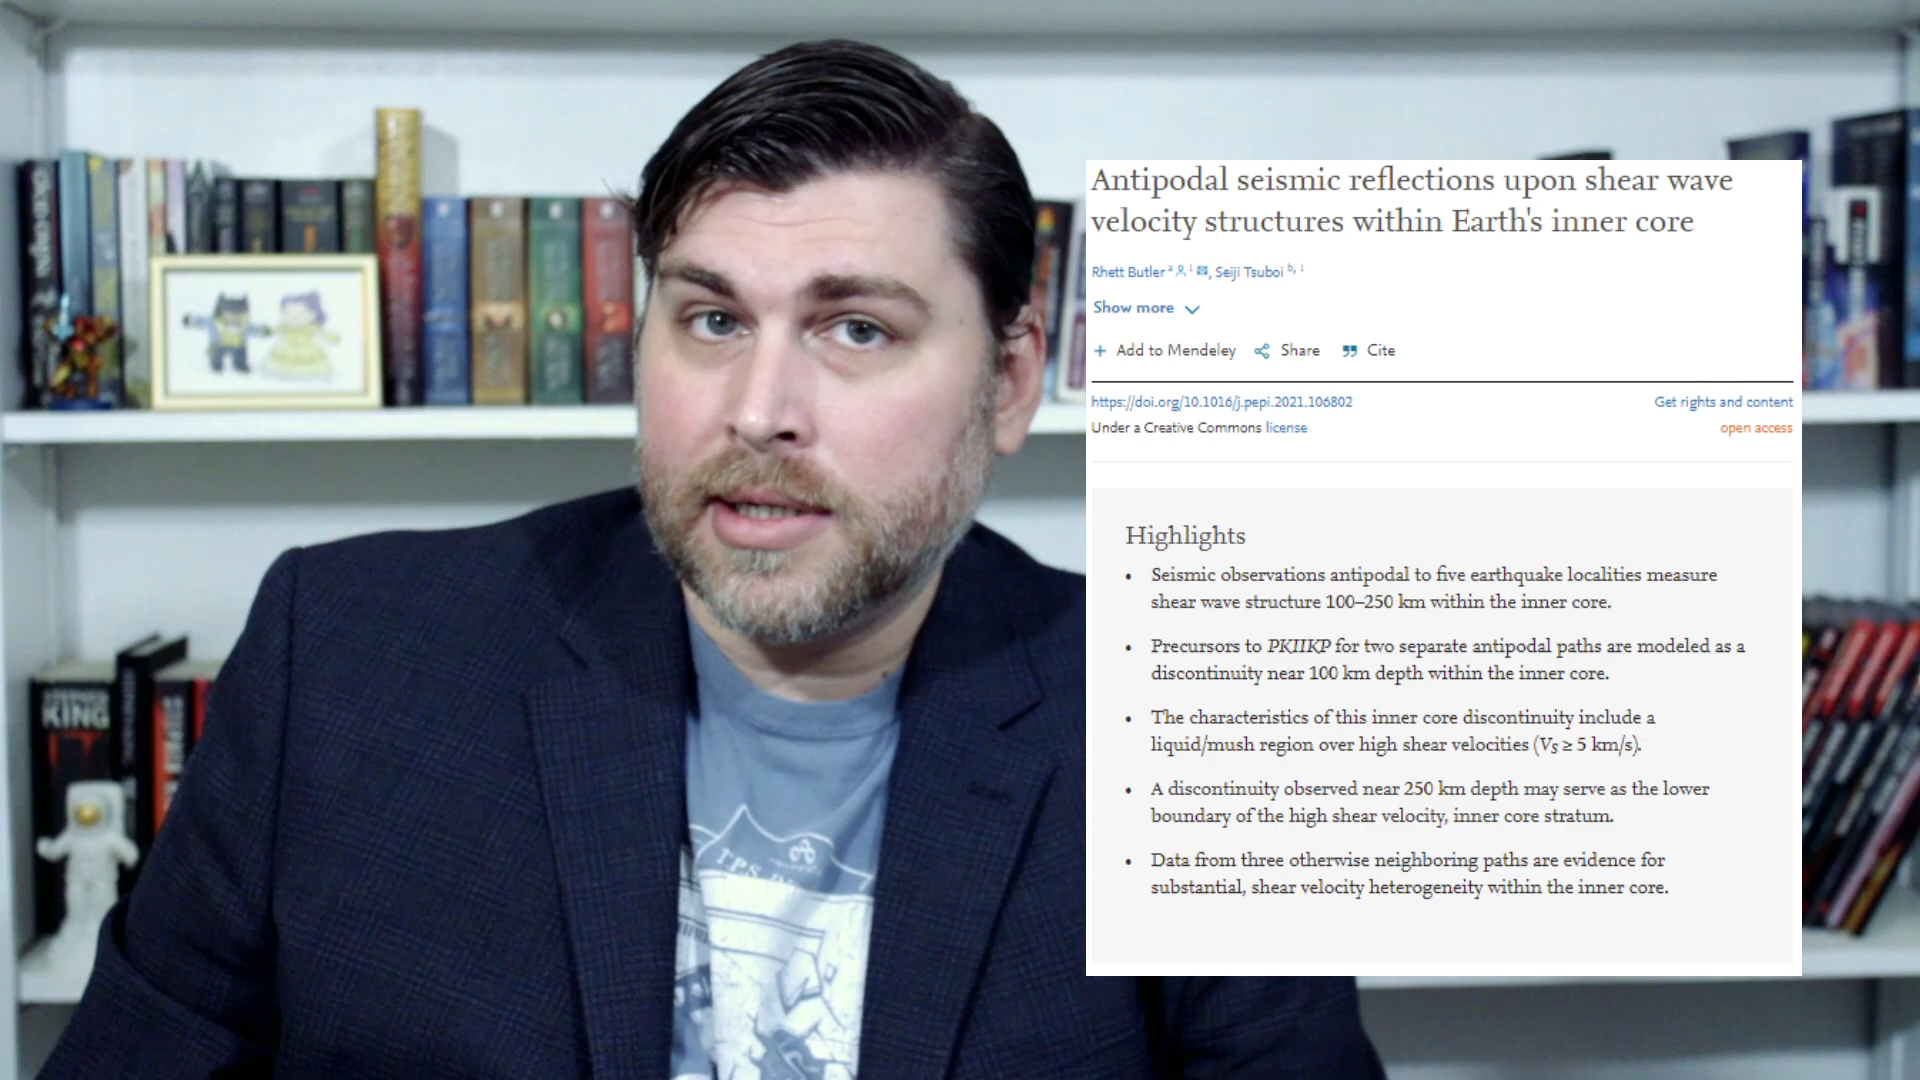 STEPHEN
KING
IT
T.P.S.
Antipodal seismic reflections upon shear wave
velocity structures within Earth's inner core
Rhett Butler a, Seiji Tsuboi b, 1
Show more
+ Add to Mendeley Share Cite
https://doi.org/10.1016/j.pepi.2021.106802 Get rights and content
Under a Creative Commons license open access
Highlights
• Seismic observations antipodal to five earthquake localities measure
shear wave structure 100–250 km within the inner core.
• Precursors to PKIIKP for two separate antipodal paths are modeled as a
discontinuity near 100 km depth within the inner core.
• The characteristics of this inner core discontinuity include a
liquid/mush region over high shear velocities (VS ≥ 5 km/s).
• A discontinuity observed near 250 km depth may serve as the lower
boundary of the high shear velocity, inner core stratum.
• Data from three otherwise neighboring paths are evidence for
substantial, shear velocity heterogeneity within the inner core.